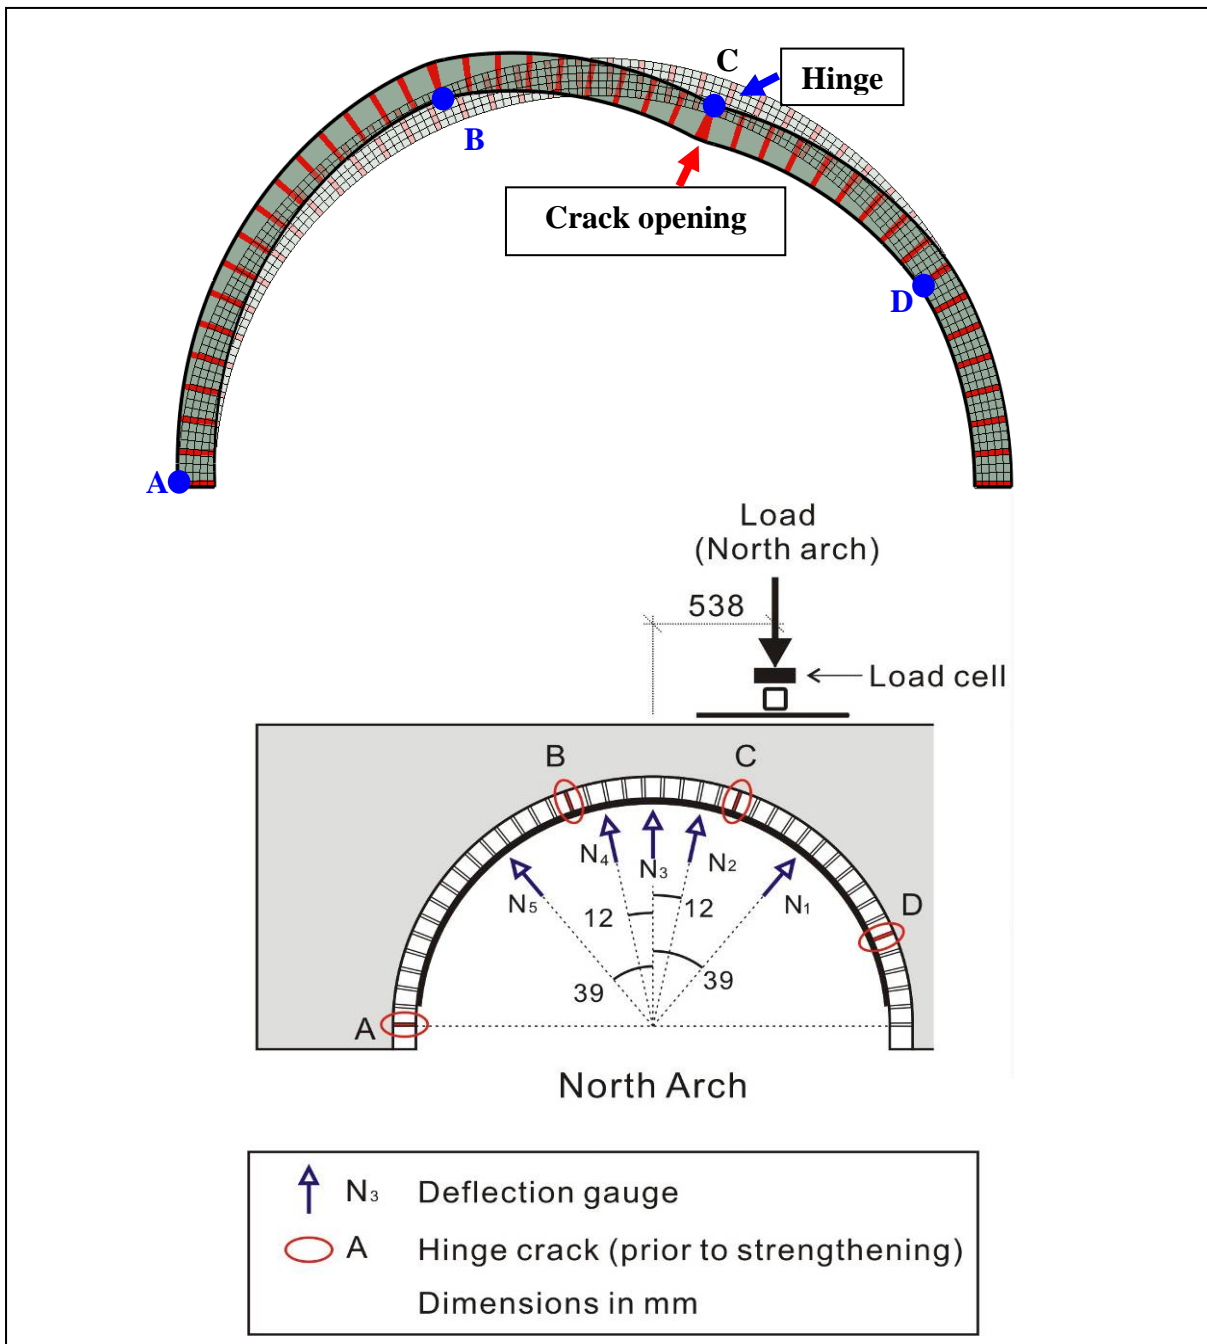 C
Hinge
B
Crack opening
D
A
Load
(North arch)
538
Load cell
B
C
N4
N3
N2
N5
N1
12
12
D
39
39
A
North Arch
N3 Deflection gauge
A Hinge crack (prior to strengthening)
Dimensions in mm